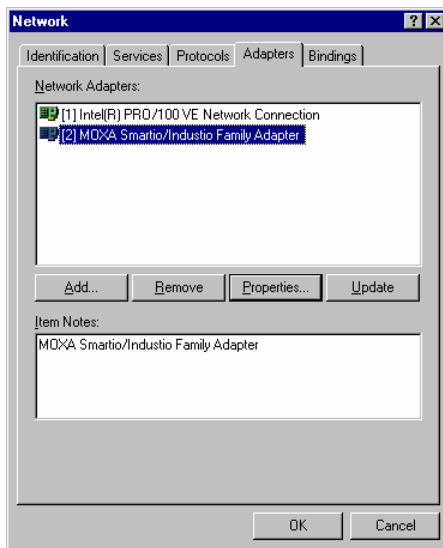 Network
Identification Services Protocols Adapters Bindings
Network Adapters:
[1] Intel(R) PRO/100 VE Network Connection
[2] MOXA Smartio/Industio Family Adapter
Add... Remove Properties... Update
Item Notes:
MOXA Smartio/Industio Family Adapter
OK Cancel